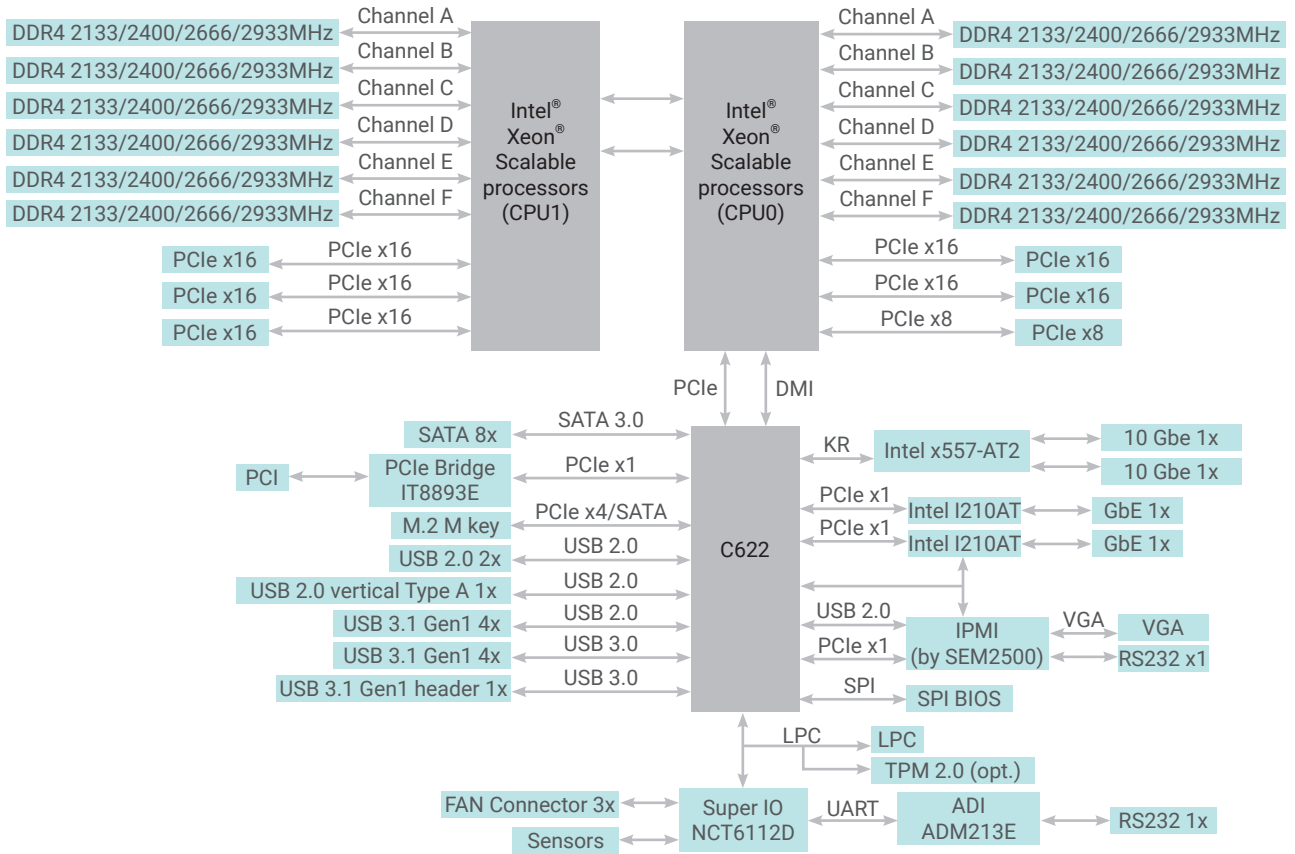 Channel A
DDR4 2133/2400/2666/2933MHz
Channel B
DDR4 2133/2400/2666/2933MHz
Channel C
DDR4 2133/2400/2666/2933MHz
Channel D
DDR4 2133/2400/2666/2933MHz
Channel E
DDR4 2133/2400/2666/2933MHz
Channel F
DDR4 2133/2400/2666/2933MHz
PCIe x16
PCIe x16
PCIe x16
PCIe x16
PCIe x16
PCIe x16
Intel®
Xeon®
Scalable
processors
(CPU1)
Intel®
Xeon®
Scalable
processors
(CPU0)
Channel A
DDR4 2133/2400/2666/2933MHz
Channel B
DDR4 2133/2400/2666/2933MHz
Channel C
DDR4 2133/2400/2666/2933MHz
Channel D
DDR4 2133/2400/2666/2933MHz
Channel E
DDR4 2133/2400/2666/2933MHz
Channel F
DDR4 2133/2400/2666/2933MHz
PCIe x16
PCIe x16
PCIe x16
PCIe x16
PCIe x8
PCIe x8
PCIe
DMI
SATA 8x
SATA 3.0
PCI
PCIe Bridge
IT8893E
PCIe x1
M.2 M key
PCIe x4/SATA
USB 2.0 2x
USB 2.0
USB 2.0 vertical Type A 1x
USB 2.0
USB 3.1 Gen1 4x
USB 2.0
USB 3.1 Gen1 4x
USB 3.0
USB 3.1 Gen1 header 1x
USB 3.0
C622
KR
Intel x557-AT2
10 Gbe 1x
10 Gbe 1x
PCIe x1
Intel I210AT
GbE 1x
PCIe x1
Intel I210AT
GbE 1x
USB 2.0
PCIe x1
IPMI
(by SEM2500)
VGA
VGA
RS232 x1
SPI
SPI BIOS
LPC
LPC
TPM 2.0 (opt.)
FAN Connector 3x
Sensors
Super IO
NCT6112D
UART
ADI
ADM213E
RS232 1x